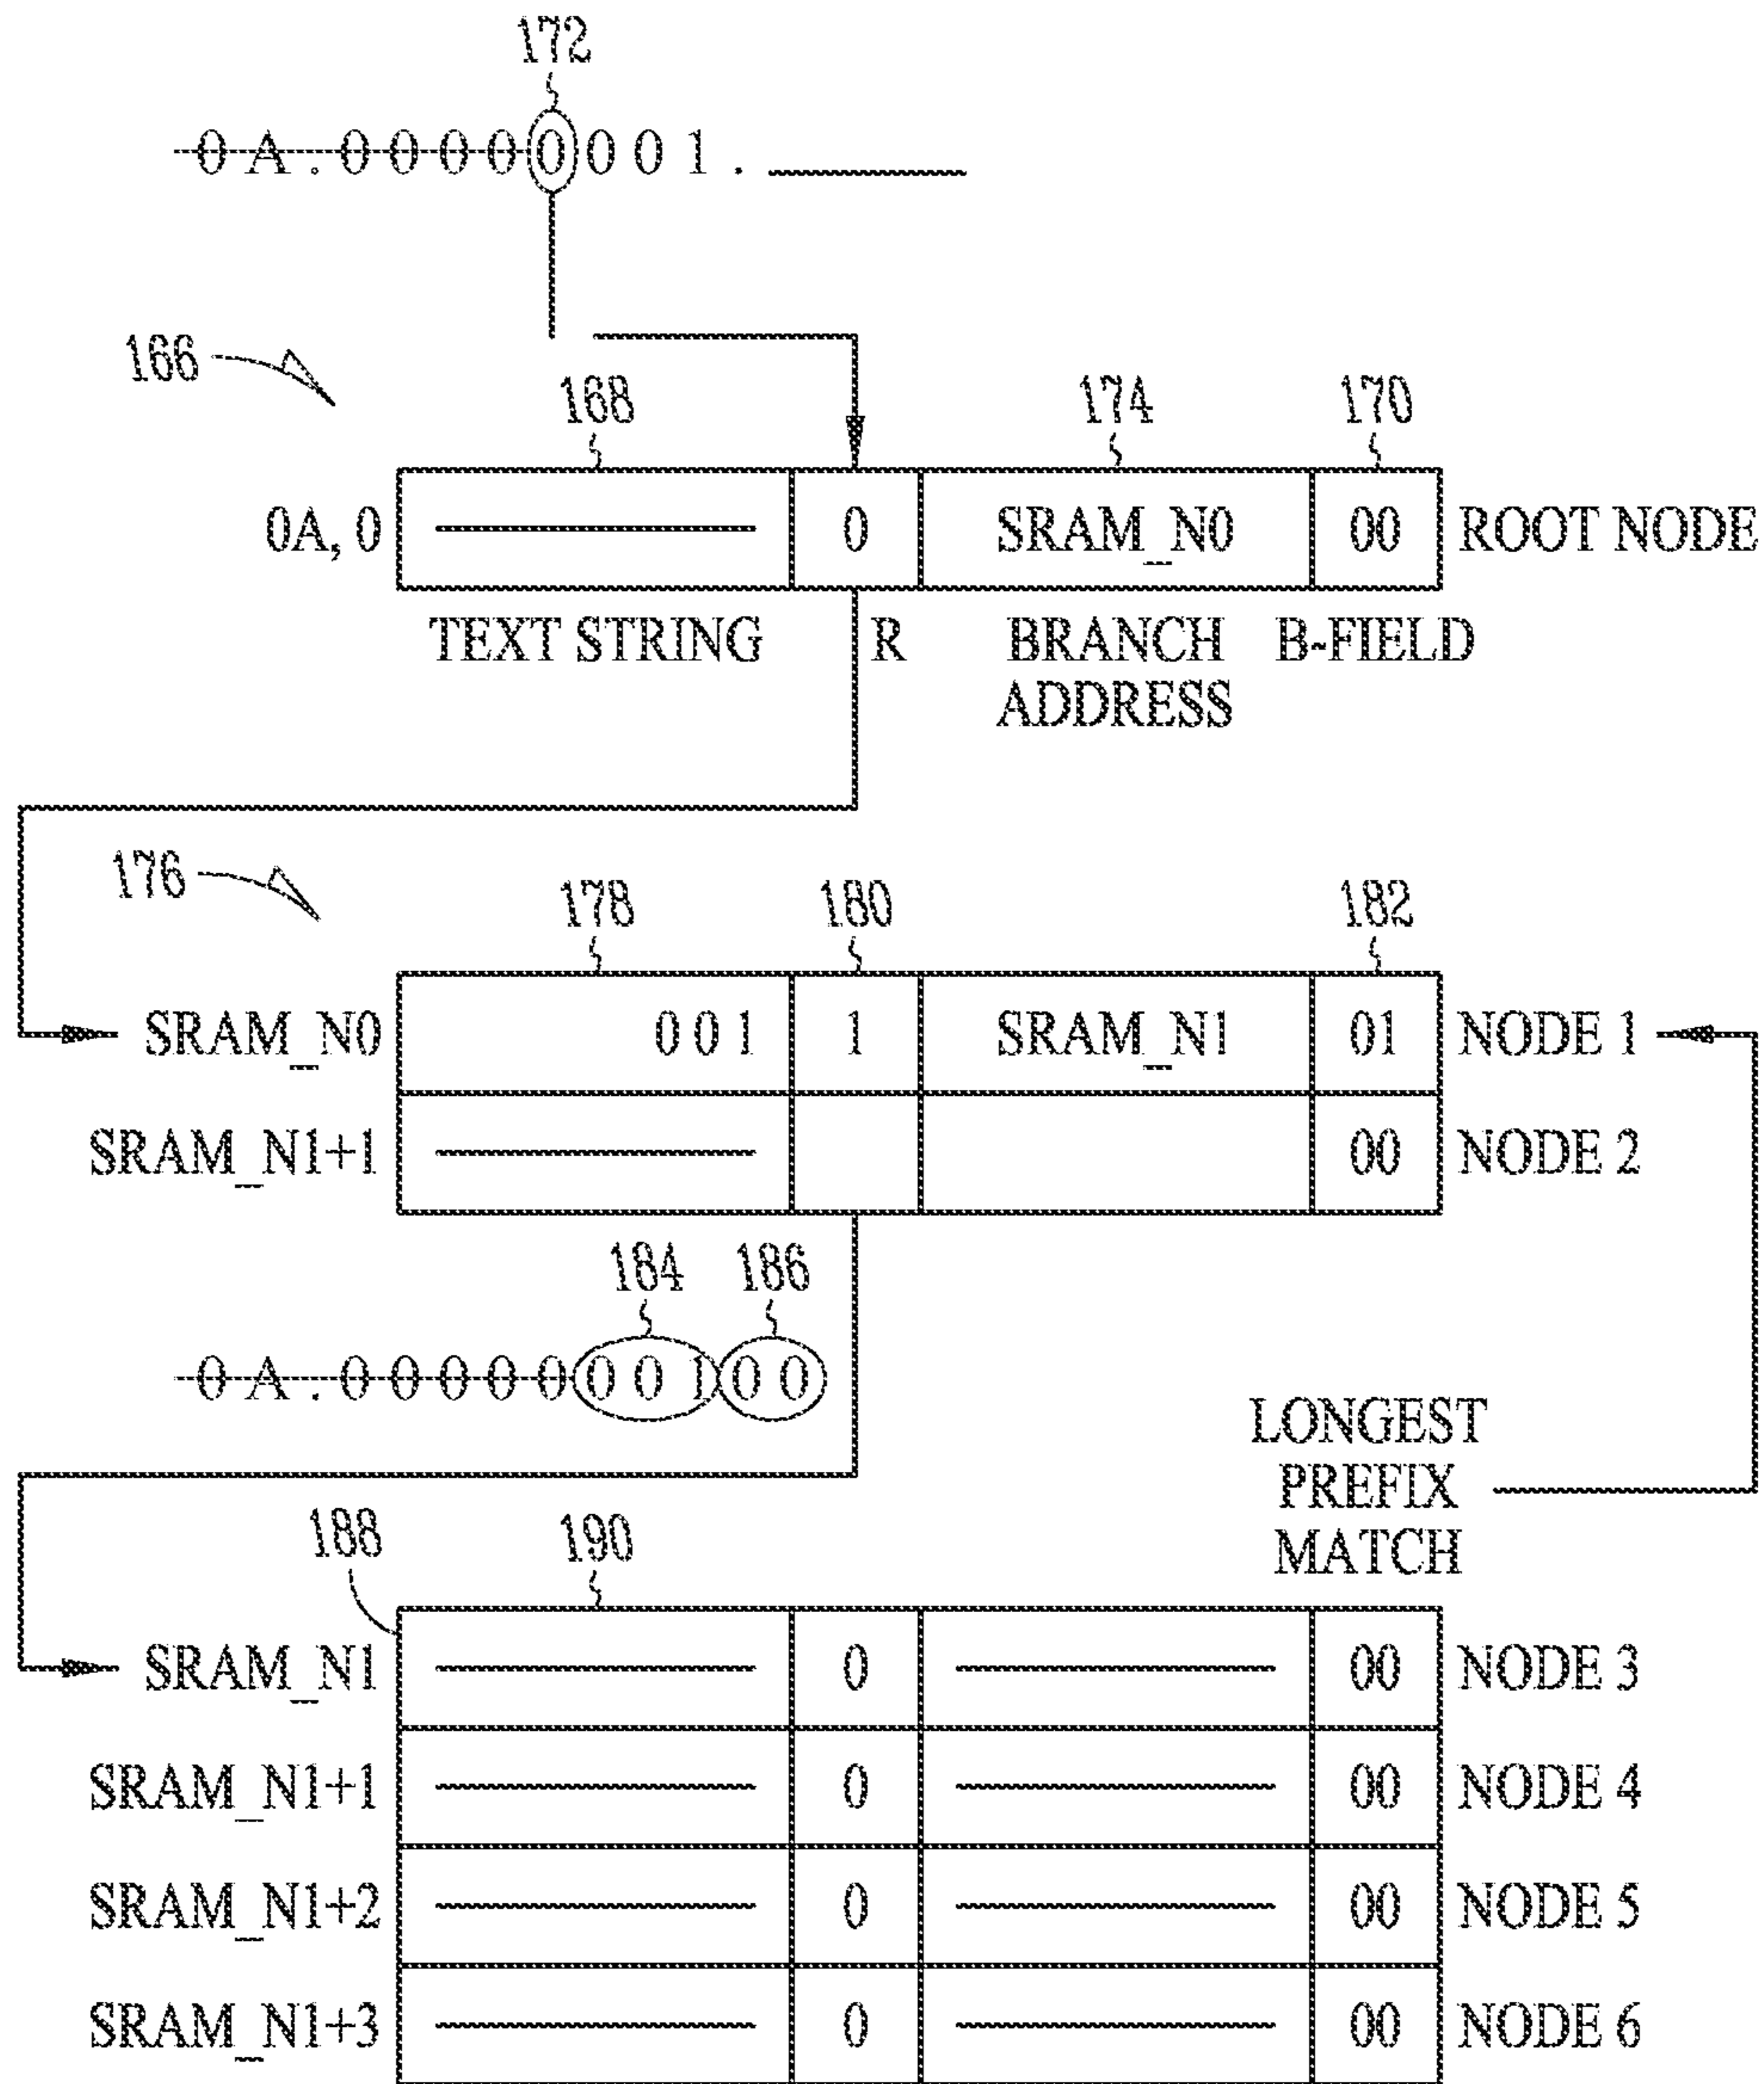 172
0 A . 0 0 0 0 0 0 0 1 .
166
168 174 170
0A, 0 0 SRAM_N0 00 ROOT NODE
TEXT STRING R BRANCH B-FIELD
ADDRESS
176
178 180 182
SRAM_N0 0 0 1 1 SRAM_N1 01 NODE 1
SRAM_N1+1 00 NODE 2
184 186
0 A . 0 0 0 0 0 0 0 1 0 0
LONGEST
PREFIX
MATCH
188 190
SRAM_N1 0 00 NODE 3
SRAM_N1+1 0 00 NODE 4
SRAM_N1+2 0 00 NODE 5
SRAM_N1+3 0 00 NODE 6